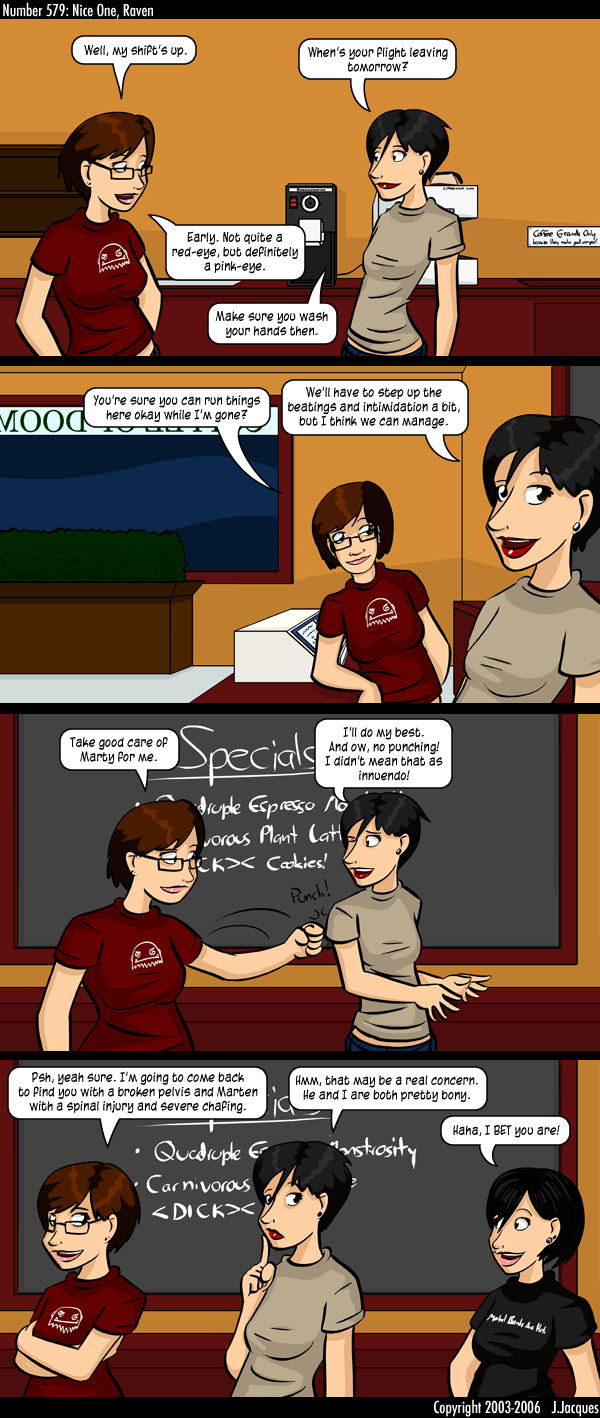 Number 579: Nice One, Raven
Well, my shift's up.
When's your flight leaving
tomorrow?
Early. Not quite a
red-eye, but definitely
a pink-eye.
Make sure you wash
your hands then.
Coffee Grounds Only
You're sure you can run things
here okay while I'm gone?
We'll have to step up the
beatings and intimidation a bit,
but I think we can manage.
DOOM
Take good care of
Marty for me.
I'll do my best.
And ow, no punching!
I didn't mean that as
innuendo!
Specials
Espresso
Plant
>< Cookies!
Punch!
Psh, yeah sure. I'm going to come back
to find you with a broken pelvis and Marten
with a spinal injury and severe chafing.
Hmm, that may be a real concern.
He and I are both pretty bony.
Haha, I BET you are!
• Quadruple Monstrosity
• Carnivorous
<DICK><
Copyright 2003-2006 J.Jacques